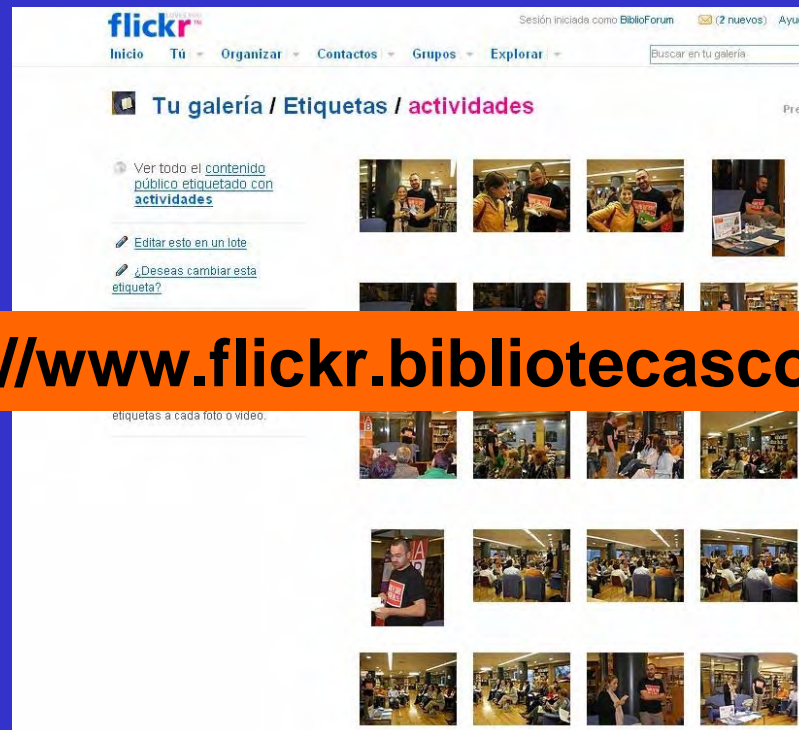 flickr
Sesión iniciada como BiblioForum (2 nuevos)
Inicio Tú Organizar Contactos Grupos Explorar
Buscar en tu galería
Tu galería / Etiquetas / actividades
Ver todo el contenido
público etiquetado con
actividades
Editar esto en un lote
¿Deseas cambiar esta
etiqueta?
//www.flickr.bibliotecasco
etiquetas a cada foto o vídeo.